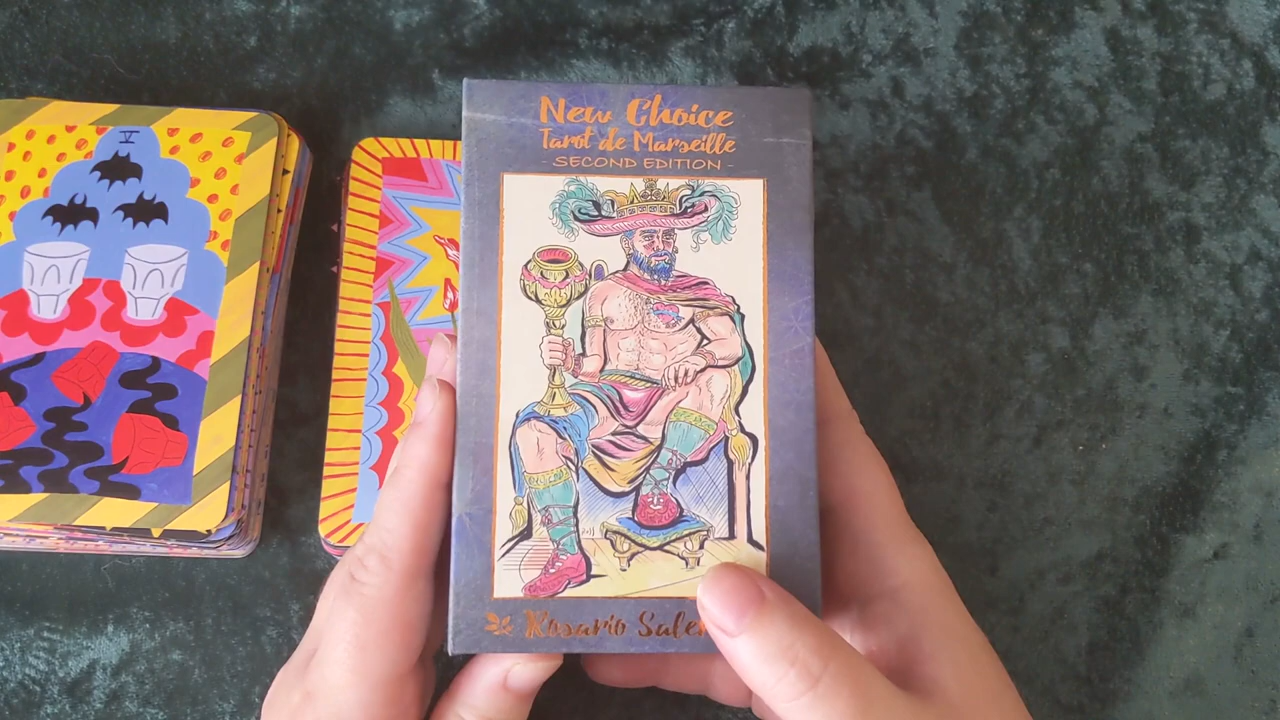 V
New Choice
Tarot de Marseille
- SECOND EDITION -
Rosario